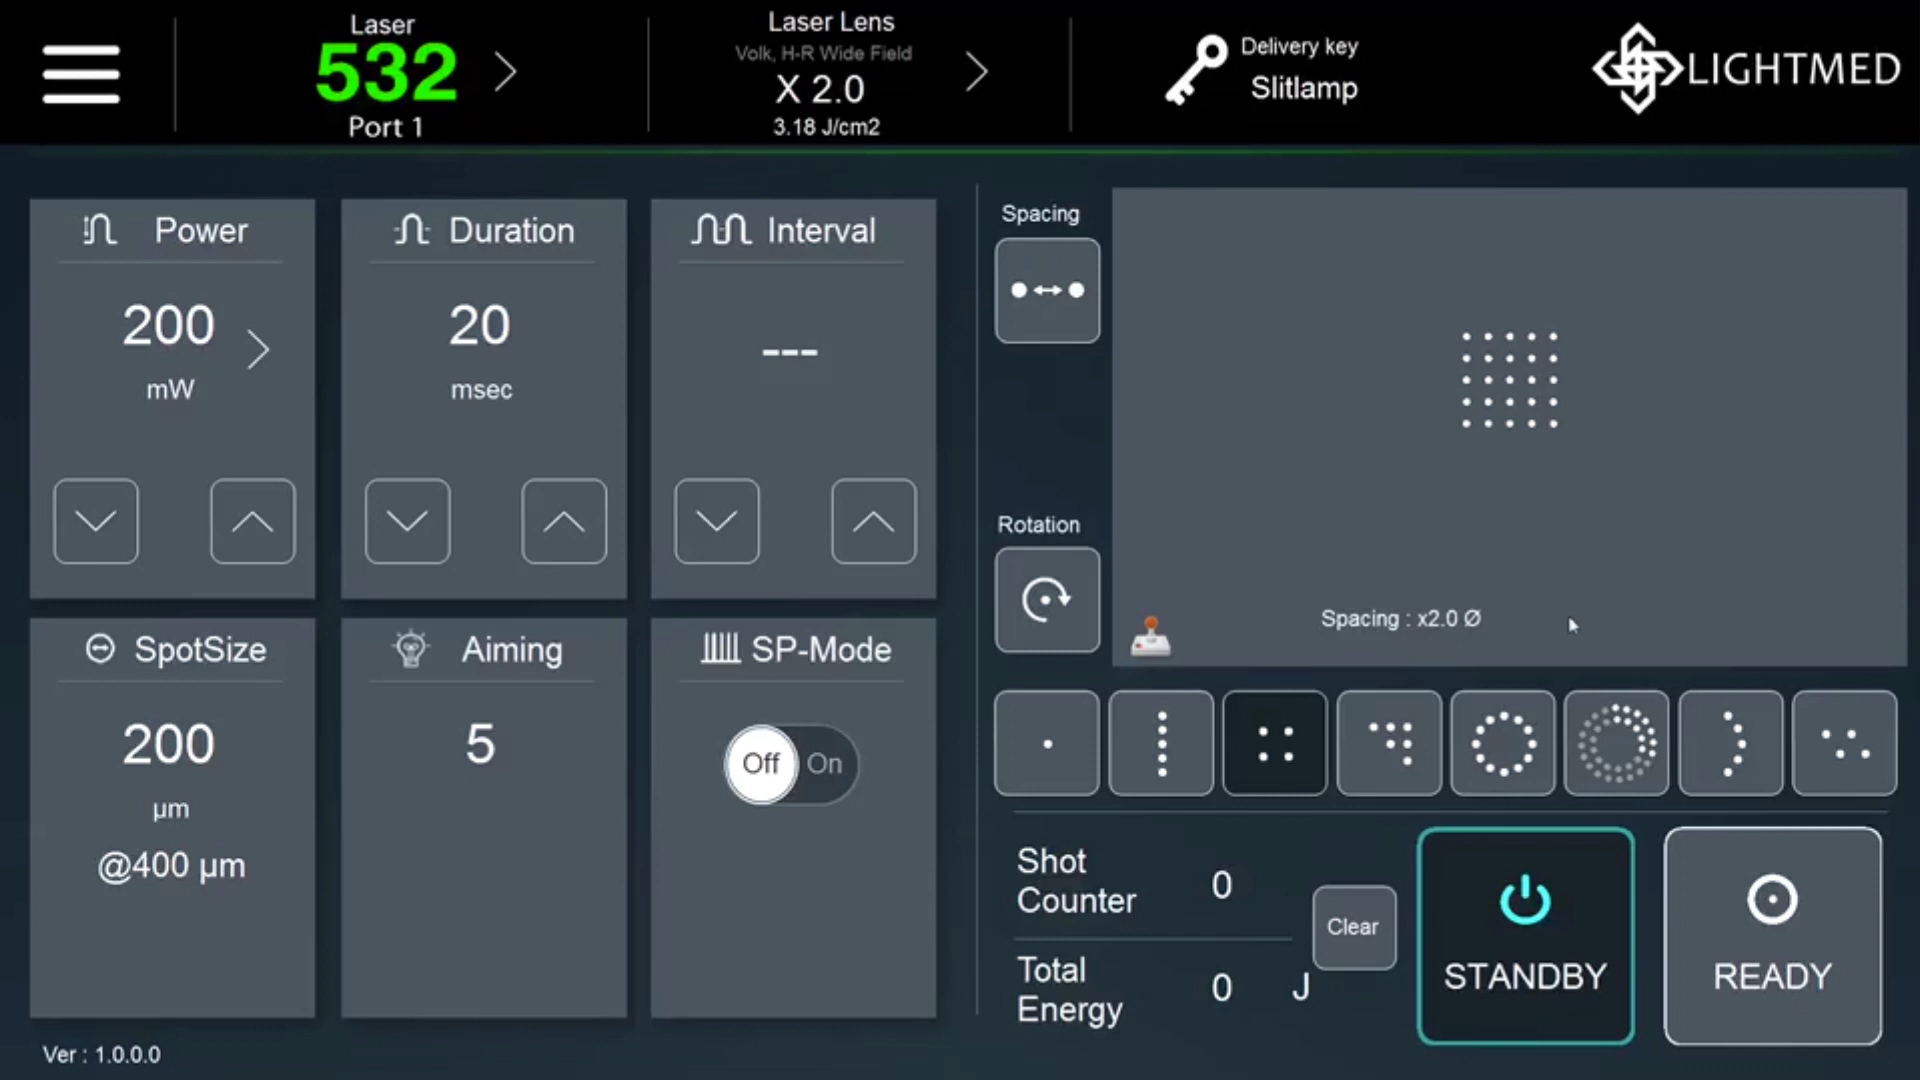 Laser
532
Port 1
Laser Lens
Volk, H-R Wide Field
X 2.0
3.18 J/cm2
Delivery key
Slitlamp
LIGHTMED
Power
200
mW
Duration
20
msec
Interval
---
Spacing
Rotation
Spacing : x2.0 Ø
SpotSize
200
µm
@400 µm
Aiming
5
SP-Mode
Off On
Shot
Counter
0
Total
Energy
0 J
Clear
STANDBY
READY
Ver : 1.0.0.0